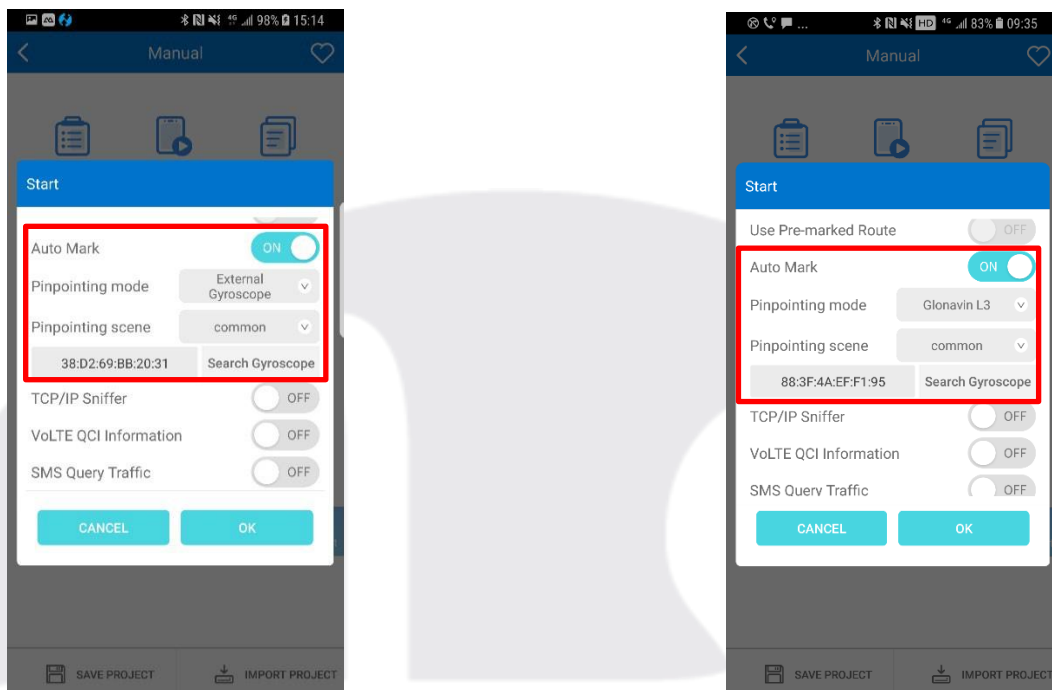 4G 98% 15:14
Manual
Start
Auto Mark ON
Pinpointing mode External
Gyroscope
Pinpointing scene common
38:D2:69:BB:20:31 Search Gyroscope
TCP/IP Sniffer OFF
VoLTE QCI Information OFF
SMS Query Traffic OFF
CANCEL OK
SAVE PROJECT IMPORT PROJECT
... HD 4G 83% 09:35
Manual
Start
Use Pre-marked Route OFF
Auto Mark ON
Pinpointing mode Glonavin L3
Pinpointing scene common
88:3F:4A:EF:F1:95 Search Gyroscope
TCP/IP Sniffer OFF
VoLTE QCI Information OFF
SMS Query Traffic OFF
CANCEL OK
SAVE PROJECT IMPORT PROJECT